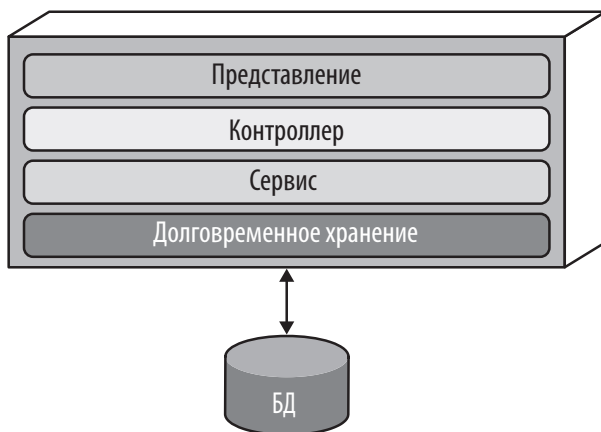 Представление
Контроллер
Сервис
Долговременное хранение
БД